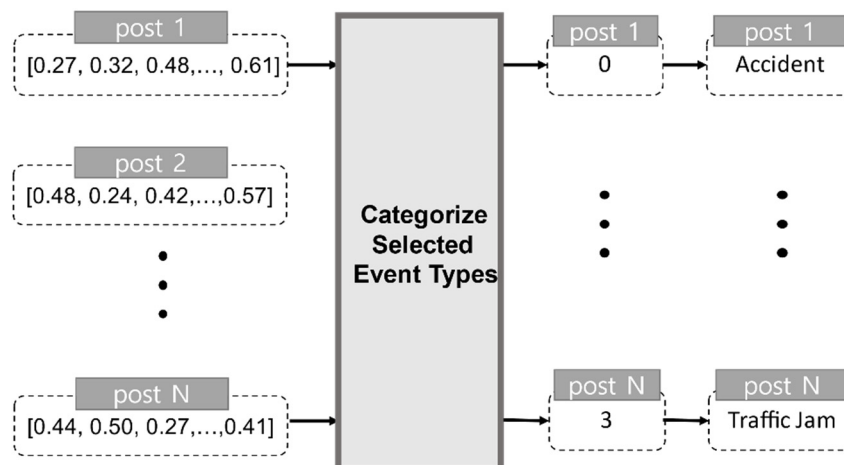 post 1
[0.27, 0.32, 0.48,..., 0.61]
post 2
[0.48, 0.24, 0.42,...,0.57]
post N
[0.44, 0.50, 0.27,...,0.41]
Categorize
Selected
Event Types
post 1
0
post 1
Accident
post N
3
post N
Traffic Jam